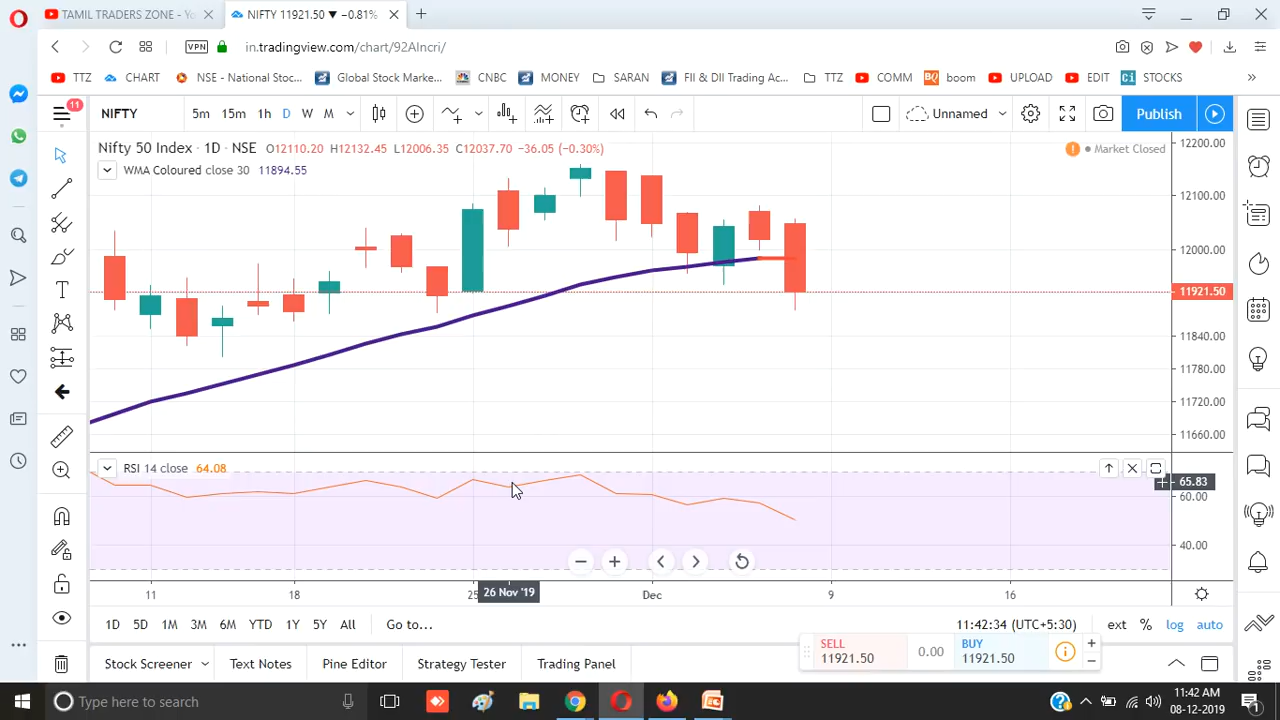 TAMIL TRADERS ZONE - Yo
NIFTY 11921.50 ▼ −0.81%
VPN
in.tradingview.com/chart/92AIncri/
TTZ
CHART
NSE - National Stoc...
Global Stock Marke...
CNBC
MONEY
SARAN
FII & DII Trading Ac...
TTZ
COMM
BQ boom
UPLOAD
EDIT
Ci STOCKS
»
11
NIFTY
5m 15m 1h D W M
Unnamed
Publish
Nifty 50 Index · 1D · NSE O12110.20 H12132.45 L12006.35 C12037.70 −36.05 (−0.30%)
Market Closed
WMA Coloured close 30 11894.55
12200.00
12100.00
12000.00
11921.50
11840.00
11780.00
11720.00
11660.00
RSI 14 close 64.08
65.83
60.00
40.00
11 18 25 26 Nov '19 Dec 9 16
1D 5D 1M 3M 6M YTD 1Y 5Y All Go to...
11:42:34 (UTC+5:30) ext % log auto
SELL
11921.50
0.00
BUY
11921.50
Stock Screener
Text Notes
Pine Editor
Strategy Tester
Trading Panel
Type here to search
11:42 AM
08-12-2019
1